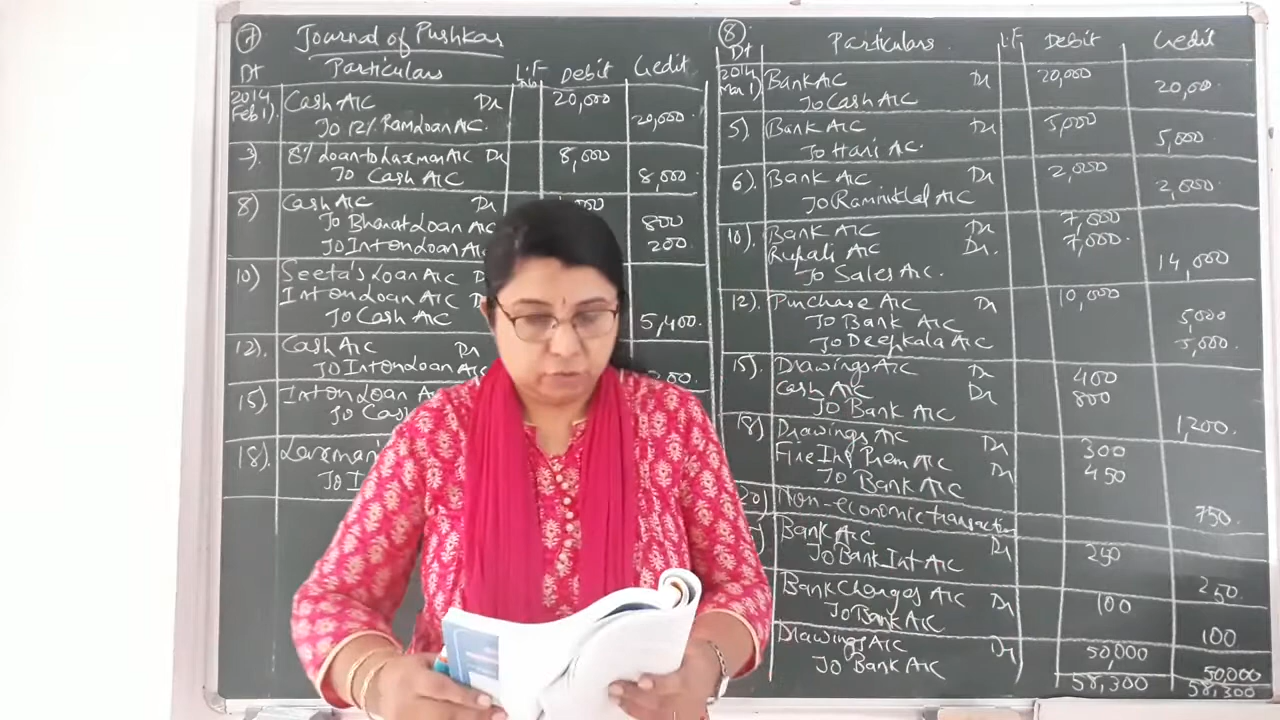 7 Journal of Pushkar
Dt Particulars L.F No Debit Credit
2014 Feb 1). Cash A/C Dr 20,000
To 12% Ram Loan A/C. 20,000
3). 8% Loan to Laxman A/C Dr 8,000
To Cash A/C 8,000
8) Cash A/C Dr
To Bharat Loan A/C 800
To Int on Loan A/C 200
10) Seeta's Loan A/C D
Int on Loan A/C D
To Cash A/C 5,400.
12). Cash A/C Dr
To Int on Loan A/C
15). Int on Loan A
To Cas
18). Laxman
To I
8
Dt Particulars. L.F Debit Credit
2014 Mar 1) Bank A/C Dr 20,000
To Cash A/C 20,00.
5) Bank A/C Dr 5,000
To Hari A/C. 5,000
6). Bank A/C Dr 2,000
To Ramniklal A/C 2,000
10). Bank A/C Dr 7,000
Rupali A/C Dr. 7,000.
To Sales A/C. 14,000
12). Purchase A/C Dr 10,000
To Bank A/C 5,000
To Deepkala A/C 5,000.
15). Drawings A/C Dr 400
Cash A/C Dr 800
To Bank A/C 1,200.
18) Drawings A/C Dr 300
Fire Ins Prem A/C Dr 450
To Bank A/C 750.
20) Non-economic transaction
Bank A/C Dr 250
To Bank Int A/C 250.
Bank Charges A/C Dr 100
To Bank A/C 100
Drawings A/C Dr 50,000
To Bank A/C 50,000
58,300 58,300